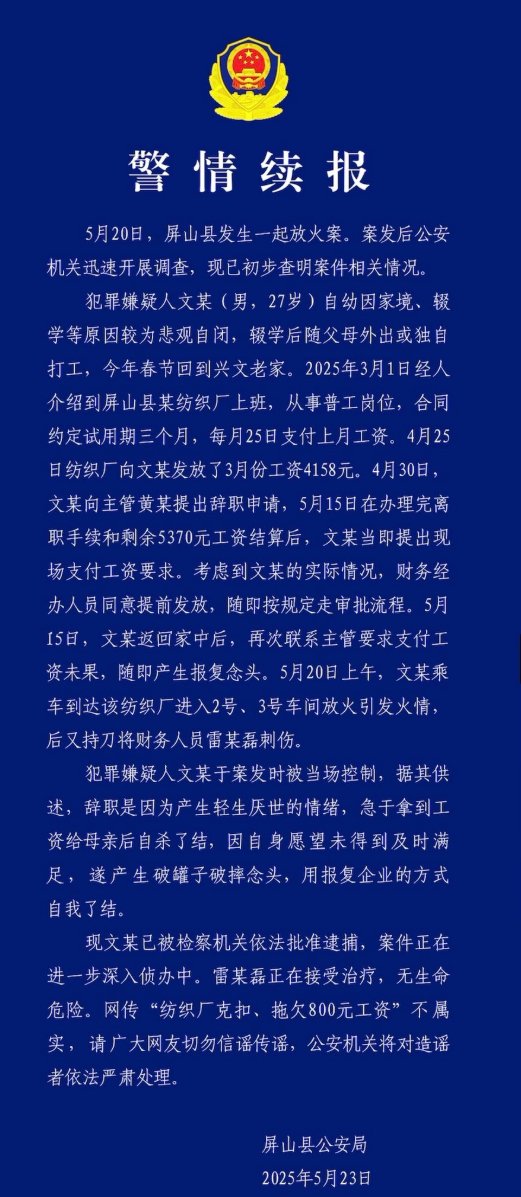 警情续报
5月20日，屏山县发生一起放火案。案发后公安
机关迅速开展调查，现已初步查明案件相关情况。
犯罪嫌疑人文某（男，27岁）自幼因家境、辍
学等原因较为悲观自闭，辍学后随父母外出或独自
打工，今年春节回到兴文老家。2025年3月1日经人
介绍到屏山县某纺织厂上班，从事普工岗位，合同
约定试用期三个月，每月25日支付上月工资。4月25
日纺织厂向文某发放了3月份工资4158元。4月30日，
文某向主管黄某提出辞职申请，5月15日在办理完离
职手续和剩余5370元工资结算后，文某当即提出现
场支付工资要求。考虑到文某的实际情况，财务经
办人员同意提前发放，随即按规定走审批流程。5月
15日，文某返回家中后，再次联系主管要求支付工
资未果，随即产生报复念头。5月20日上午，文某乘
车到达该纺织厂进入2号、3号车间放火引发火情，
后又持刀将财务人员雷某磊刺伤。
犯罪嫌疑人文某于案发时被当场控制，据其供
述，辞职是因为产生轻生厌世的情绪，急于拿到工
资给母亲后自杀了结，因自身愿望未得到及时满
足，遂产生破罐子破摔念头，用报复企业的方式
自我了结。
现文某已被检察机关依法批准逮捕，案件正在
进一步深入侦办中。雷某磊正在接受治疗，无生命
危险。网传“纺织厂克扣、拖欠800元工资”不属
实，请广大网友切勿信谣传谣，公安机关将对造谣
者依法严肃处理。
屏山县公安局
2025年5月23日